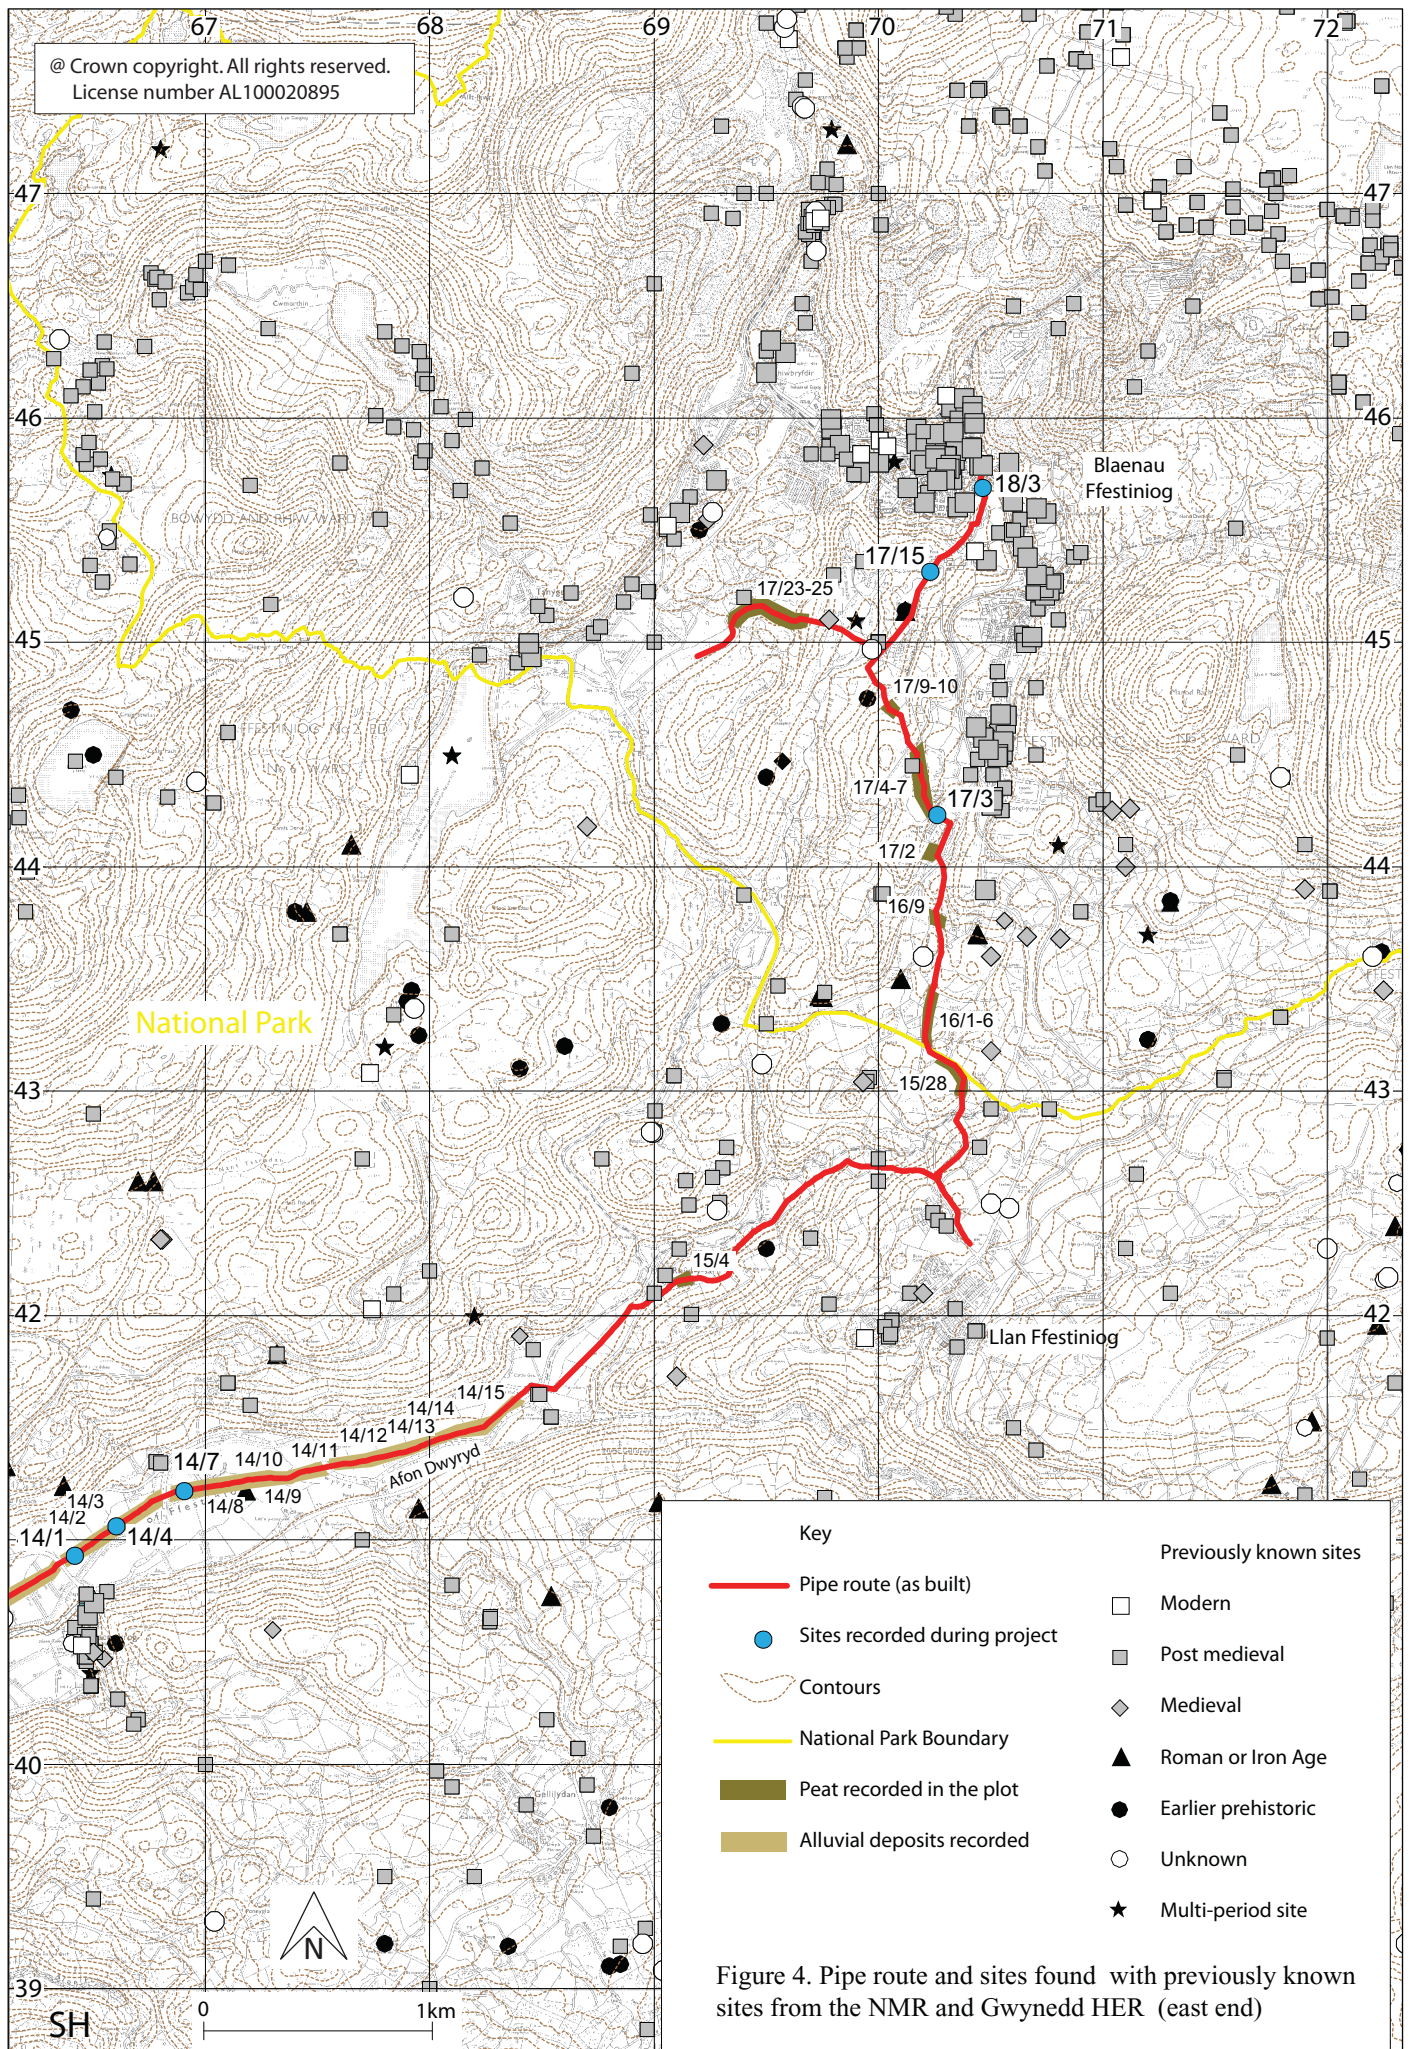 67
68
69
70
71
72
@ Crown copyright. All rights reserved.
License number AL100020895
47
47
Cwmorthin
46
46
Blaenau
Ffestiniog
18/3
17/15
17/23-25
45
45
17/9-10
17/4-7
17/3
17/2
44
44
16/9
National Park
16/1-6
15/28
43
43
15/4
42
42
Llan Ffestiniog
14/15
14/14
14/13
14/12
14/11
14/10
14/7
Afon Dwyryd
14/9
14/8
14/3
14/2
14/1
14/4
Key
Pipe route (as built)
Sites recorded during project
Contours
National Park Boundary
Peat recorded in the plot
Alluvial deposits recorded
Previously known sites
Modern
Post medieval
Medieval
Roman or Iron Age
Earlier prehistoric
Unknown
Multi-period site
40
Gellilydan
N
39
SH
0
1km
Figure 4. Pipe route and sites found with previously known
sites from the NMR and Gwynedd HER (east end)